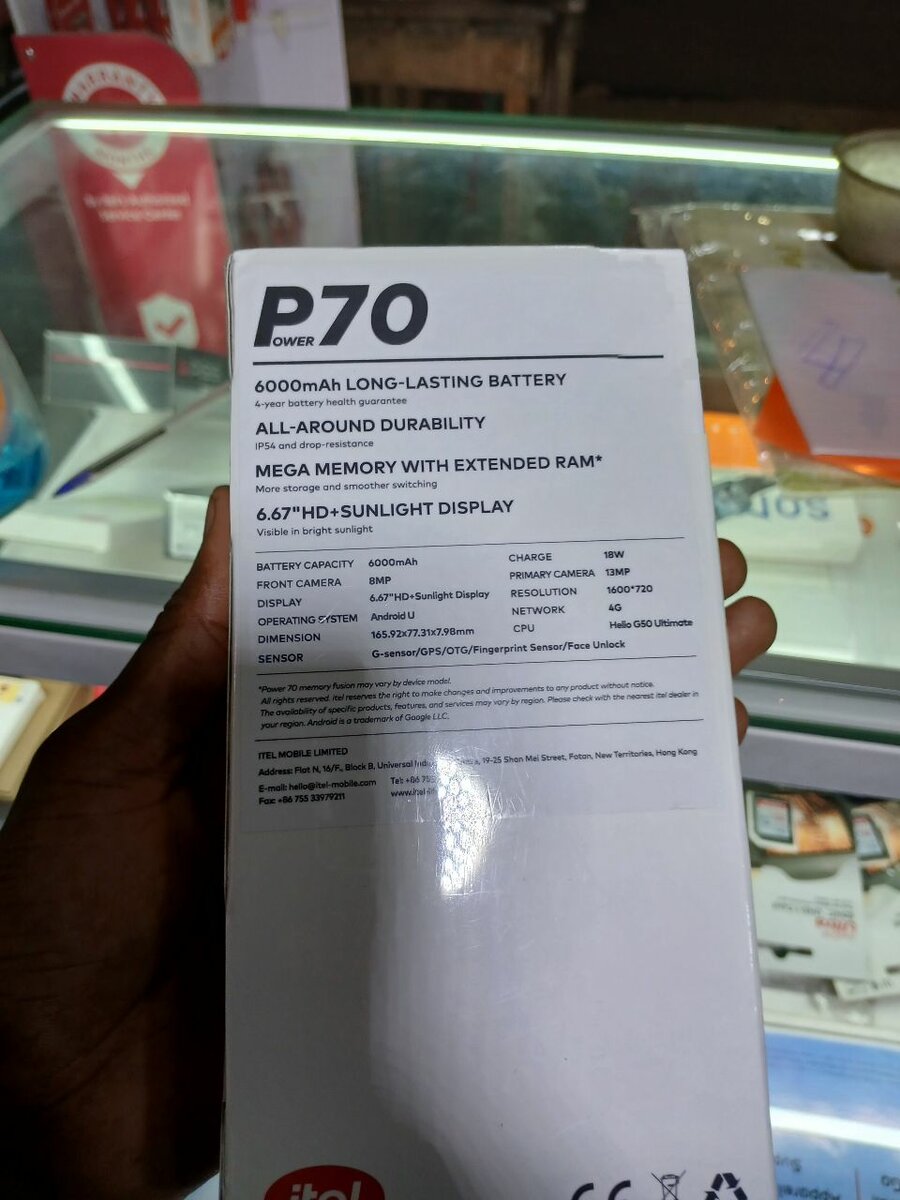 P OWER 70
6000mAh LONG-LASTING BATTERY
4-year battery health guarantee
ALL-AROUND DURABILITY
IP54 and drop-resistance
MEGA MEMORY WITH EXTENDED RAM*
More storage and smoother switching
6.67"HD+SUNLIGHT DISPLAY
Visible in bright sunlight
BATTERY CAPACITY 6000mAh CHARGE 18W
FRONT CAMERA 8MP PRIMARY CAMERA 13MP
DISPLAY 6.67"HD+Sunlight Display RESOLUTION 1600*720
OPERATING SYSTEM Android U NETWORK 4G
DIMENSION 165.92x77.31x7.98mm CPU Helio G50 Ultimate
SENSOR G-sensor/GPS/OTG/Fingerprint Sensor/Face Unlock
*Power 70 memory fusion may vary by device model.
All rights reserved. itel reserves the right to make changes and improvements to any product without notice.
The availability of specific products, features, and services may vary by region. Please check with the nearest itel dealer in
your region. Android is a trademark of Google LLC.
ITEL MOBILE LIMITED
Address: Flat N, 16/F., Block B, Universal 19-25 Shan Mei Street, Fotan, New Territories, Hong Kong
E-mail: hello@itel-mobile.com Tel: +86 755
Fax: +86 755 33979211
itel
CE